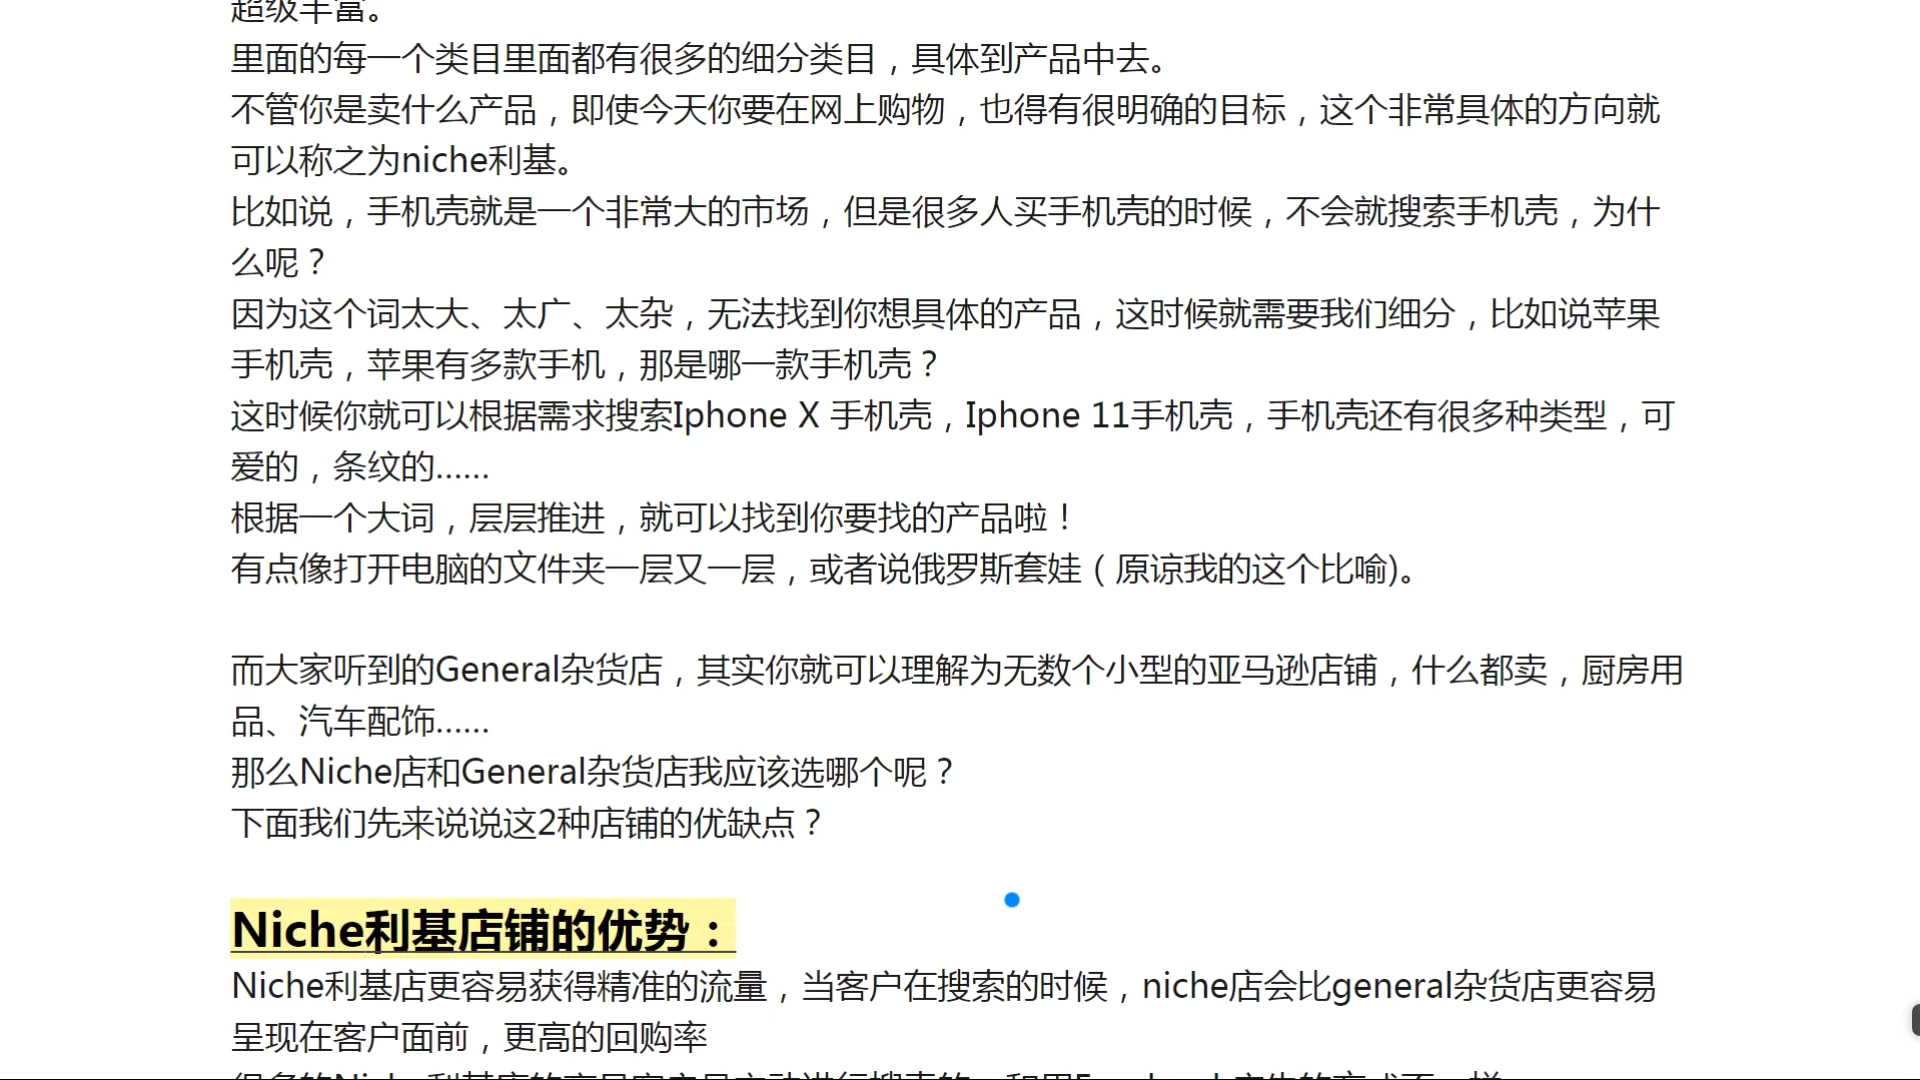 超级丰富。
里面的每一个类目里面都有很多的细分类目，具体到产品中去。
不管你是卖什么产品，即使今天你要在网上购物，也得有很明确的目标，这个非常具体的方向就
可以称之为niche利基。
比如说，手机壳就是一个非常大的市场，但是很多人买手机壳的时候，不会就搜索手机壳，为什
么呢？
因为这个词太大、太广、太杂，无法找到你想具体的产品，这时候就需要我们细分，比如说苹果
手机壳，苹果有多款手机，那是哪一款手机壳？
这时候你就可以根据需求搜索Iphone X 手机壳，Iphone 11手机壳，手机壳还有很多种类型，可
爱的，条纹的......
根据一个大词，层层推进，就可以找到你要找的产品啦！
有点像打开电脑的文件夹一层又一层，或者说俄罗斯套娃（原谅我的这个比喻)。
而大家听到的General杂货店，其实你就可以理解为无数个小型的亚马逊店铺，什么都卖，厨房用
品、汽车配饰......
那么Niche店和General杂货店我应该选哪个呢？
下面我们先来说说这2种店铺的优缺点？
Niche利基店铺的优势：
Niche利基店更容易获得精准的流量，当客户在搜索的时候，niche店会比general杂货店更容易
呈现在客户面前，更高的回购率